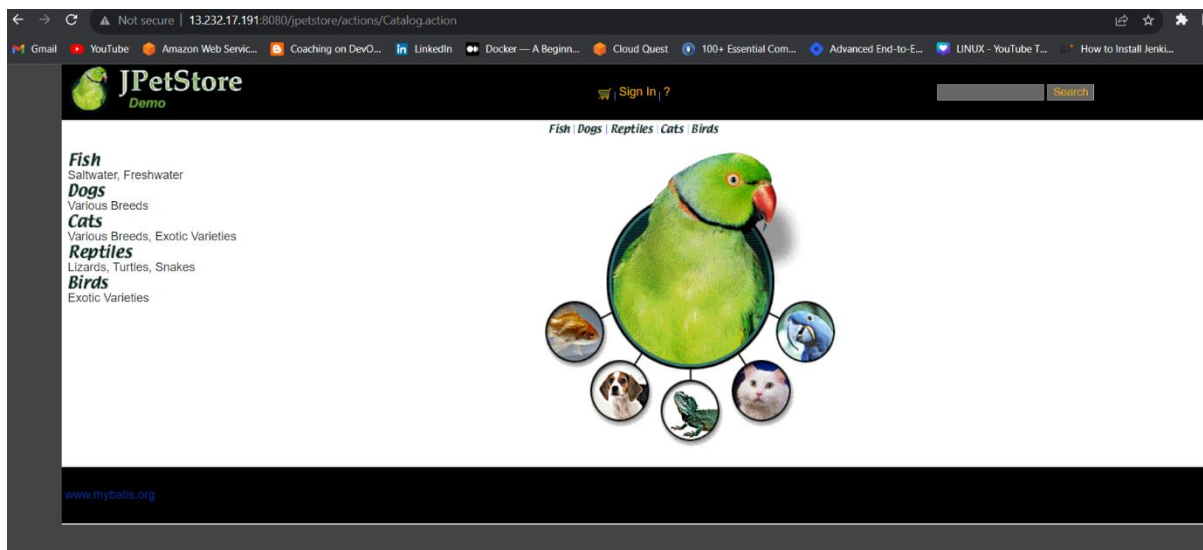 Not secure | 13.232.17.191:8080/jpetstore/actions/Catalog.action
Gmail YouTube Amazon Web Servic... Coaching on DevO... LinkedIn Docker — A Beginn... Cloud Quest 100+ Essential Com... Advanced End-to-E... LINUX - YouTube T... How to Install Jenki...
JPetStore
Demo
| Sign In | ?
Search
Fish | Dogs | Reptiles | Cats | Birds
Fish
Saltwater, Freshwater
Dogs
Various Breeds
Cats
Various Breeds, Exotic Varieties
Reptiles
Lizards, Turtles, Snakes
Birds
Exotic Varieties
www.mybatis.org